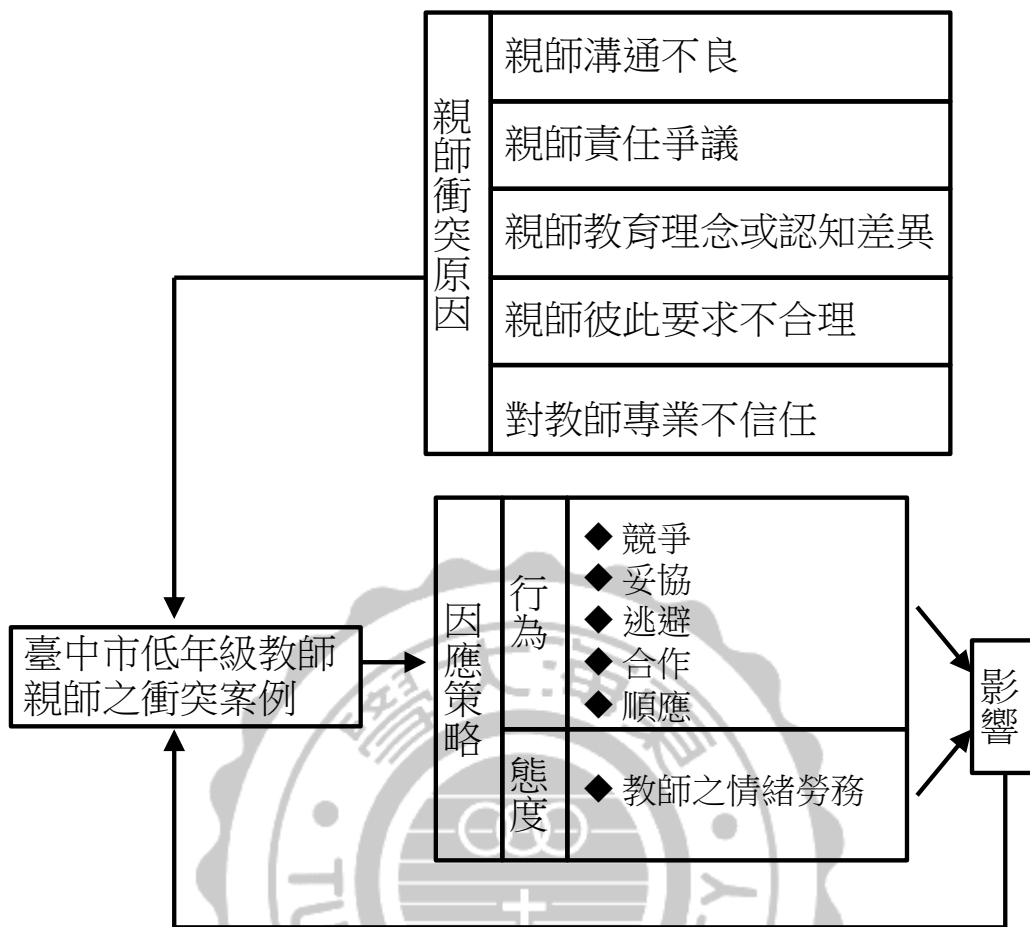 親師衝突原因
親師溝通不良
親師責任爭議
親師教育理念或認知差異
親師彼此要求不合理
對教師專業不信任
臺中市低年級教師
親師之衝突案例
因應策略
行為
◆ 競爭
◆ 妥協
◆ 逃避
◆ 合作
◆ 順應
態度
◆ 教師之情緒勞務
影響